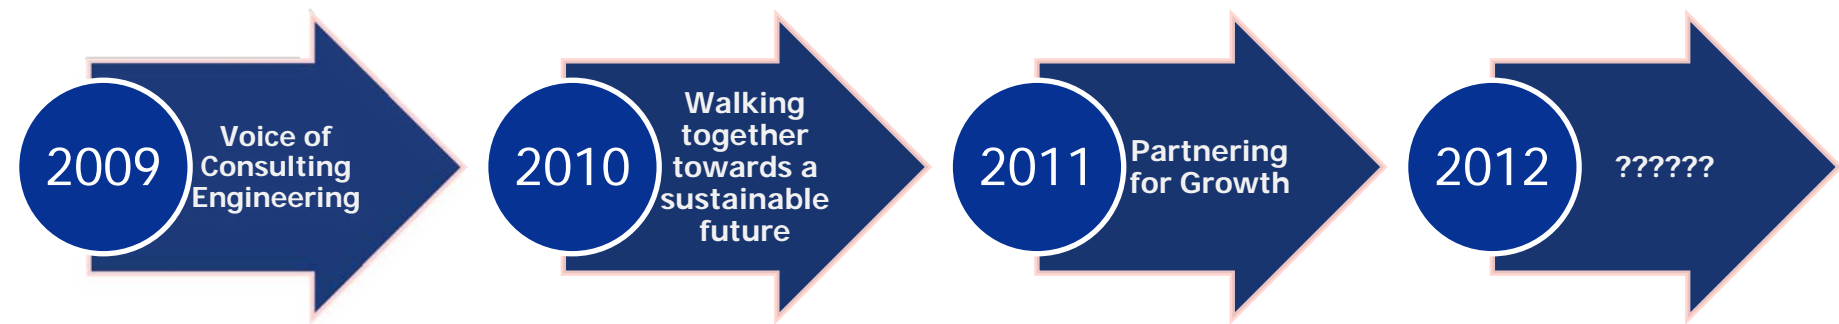 2009
Voice of
Consulting
Engineering
2010
Walking
together
towards a
sustainable
future
2011
Partnering
for Growth
2012
??????